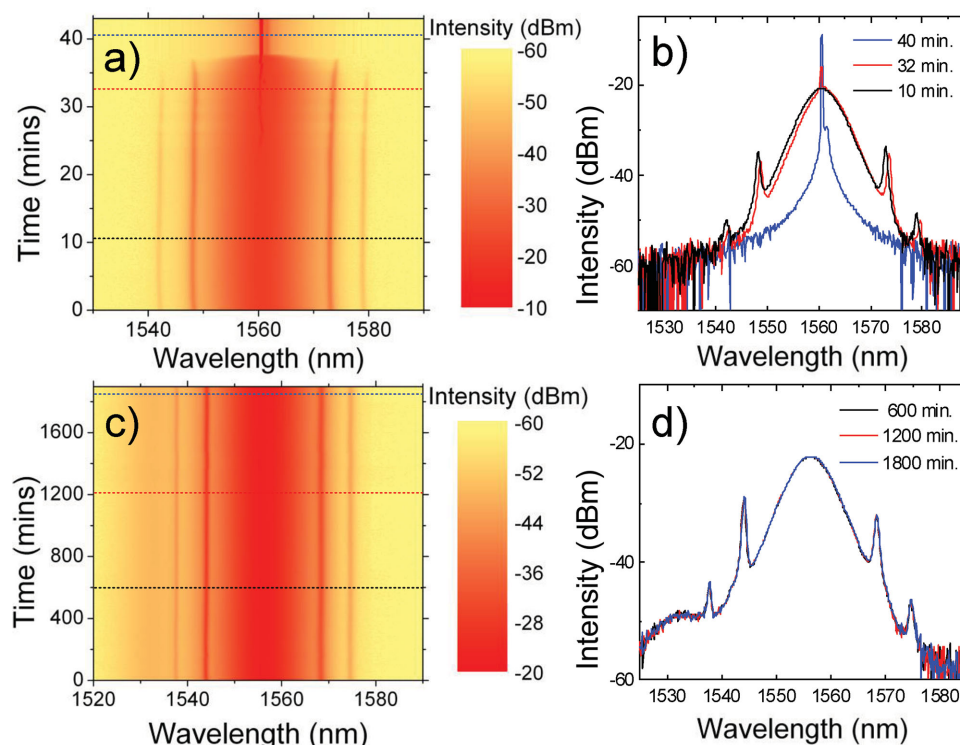 a)
Intensity (dBm)
40
30
20
10
0
Time (mins)
1540
1560
1580
Wavelength (nm)
-60
-50
-40
-30
-20
-10
b)
40 min.
32 min.
10 min.
-20
-40
-60
Intensity (dBm)
1530
1540
1550
1560
1570
1580
Wavelength (nm)
c)
Intensity (dBm)
1600
1200
800
400
0
Time (mins)
1520
1540
1560
1580
Wavelength (nm)
-60
-52
-44
-36
-28
-20
d)
600 min.
1200 min.
1800 min.
-20
-40
-60
Intensity (dBm)
1530
1540
1550
1560
1570
1580
Wavelength (nm)